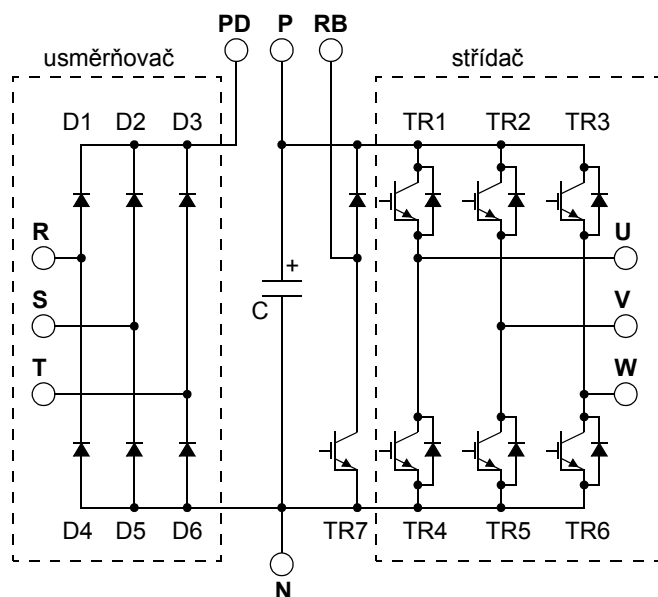 PD P RB
usměrňovač střídač
D1 D2 D3 TR1 TR2 TR3
R U
+
S V
C
T W
D4 D5 D6 TR7 TR4 TR5 TR6
N